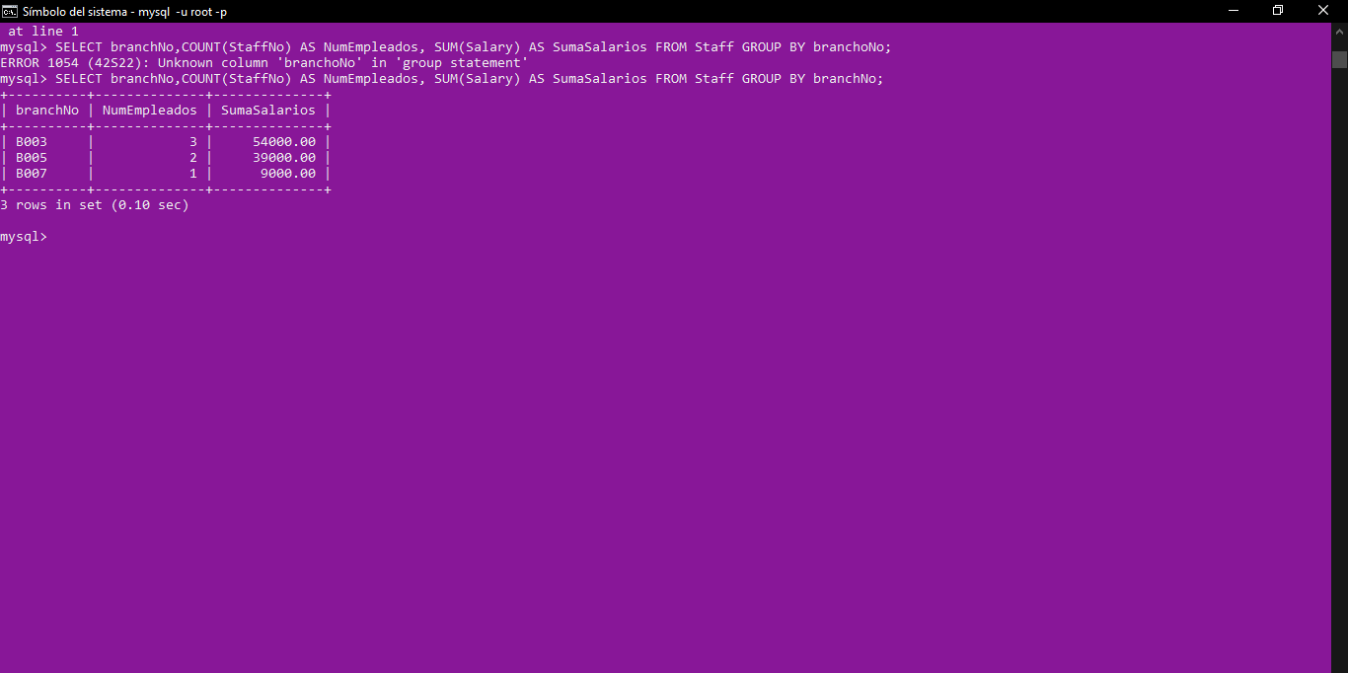 Símbolo del sistema - mysql -u root -p
at line 1
mysql> SELECT branchNo,COUNT(StaffNo) AS NumEmpleados, SUM(Salary) AS SumaSalarios FROM Staff GROUP BY branchoNo;
ERROR 1054 (42S22): Unknown column 'branchoNo' in 'group statement'
mysql> SELECT branchNo,COUNT(StaffNo) AS NumEmpleados, SUM(Salary) AS SumaSalarios FROM Staff GROUP BY branchNo;
+----------+--------------+--------------+
| branchNo | NumEmpleados | SumaSalarios |
+----------+--------------+--------------+
| B003     |            3 |     54000.00 |
| B005     |            2 |     39000.00 |
| B007     |            1 |      9000.00 |
+----------+--------------+--------------+
3 rows in set (0.10 sec)
mysql>